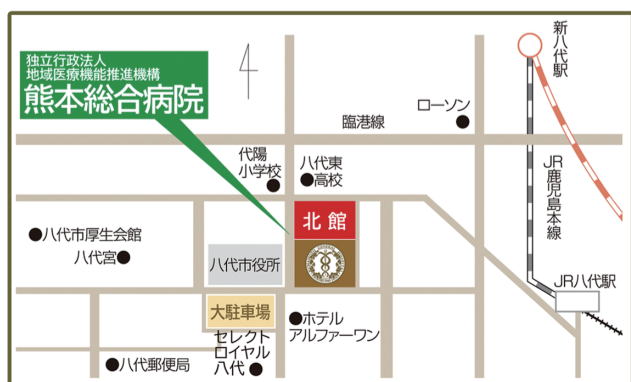 独立行政法人
地域医療機能推進機構
熊本総合病院
新八代駅
ローソン
臨港線
代陽
小学校
八代東
高校
JR鹿児島本線
北館
八代市厚生会館
八代宮
八代市役所
JR八代駅
大駐車場
ホテル
アルファーワン
セレクト
ロイヤル
八代
八代郵便局